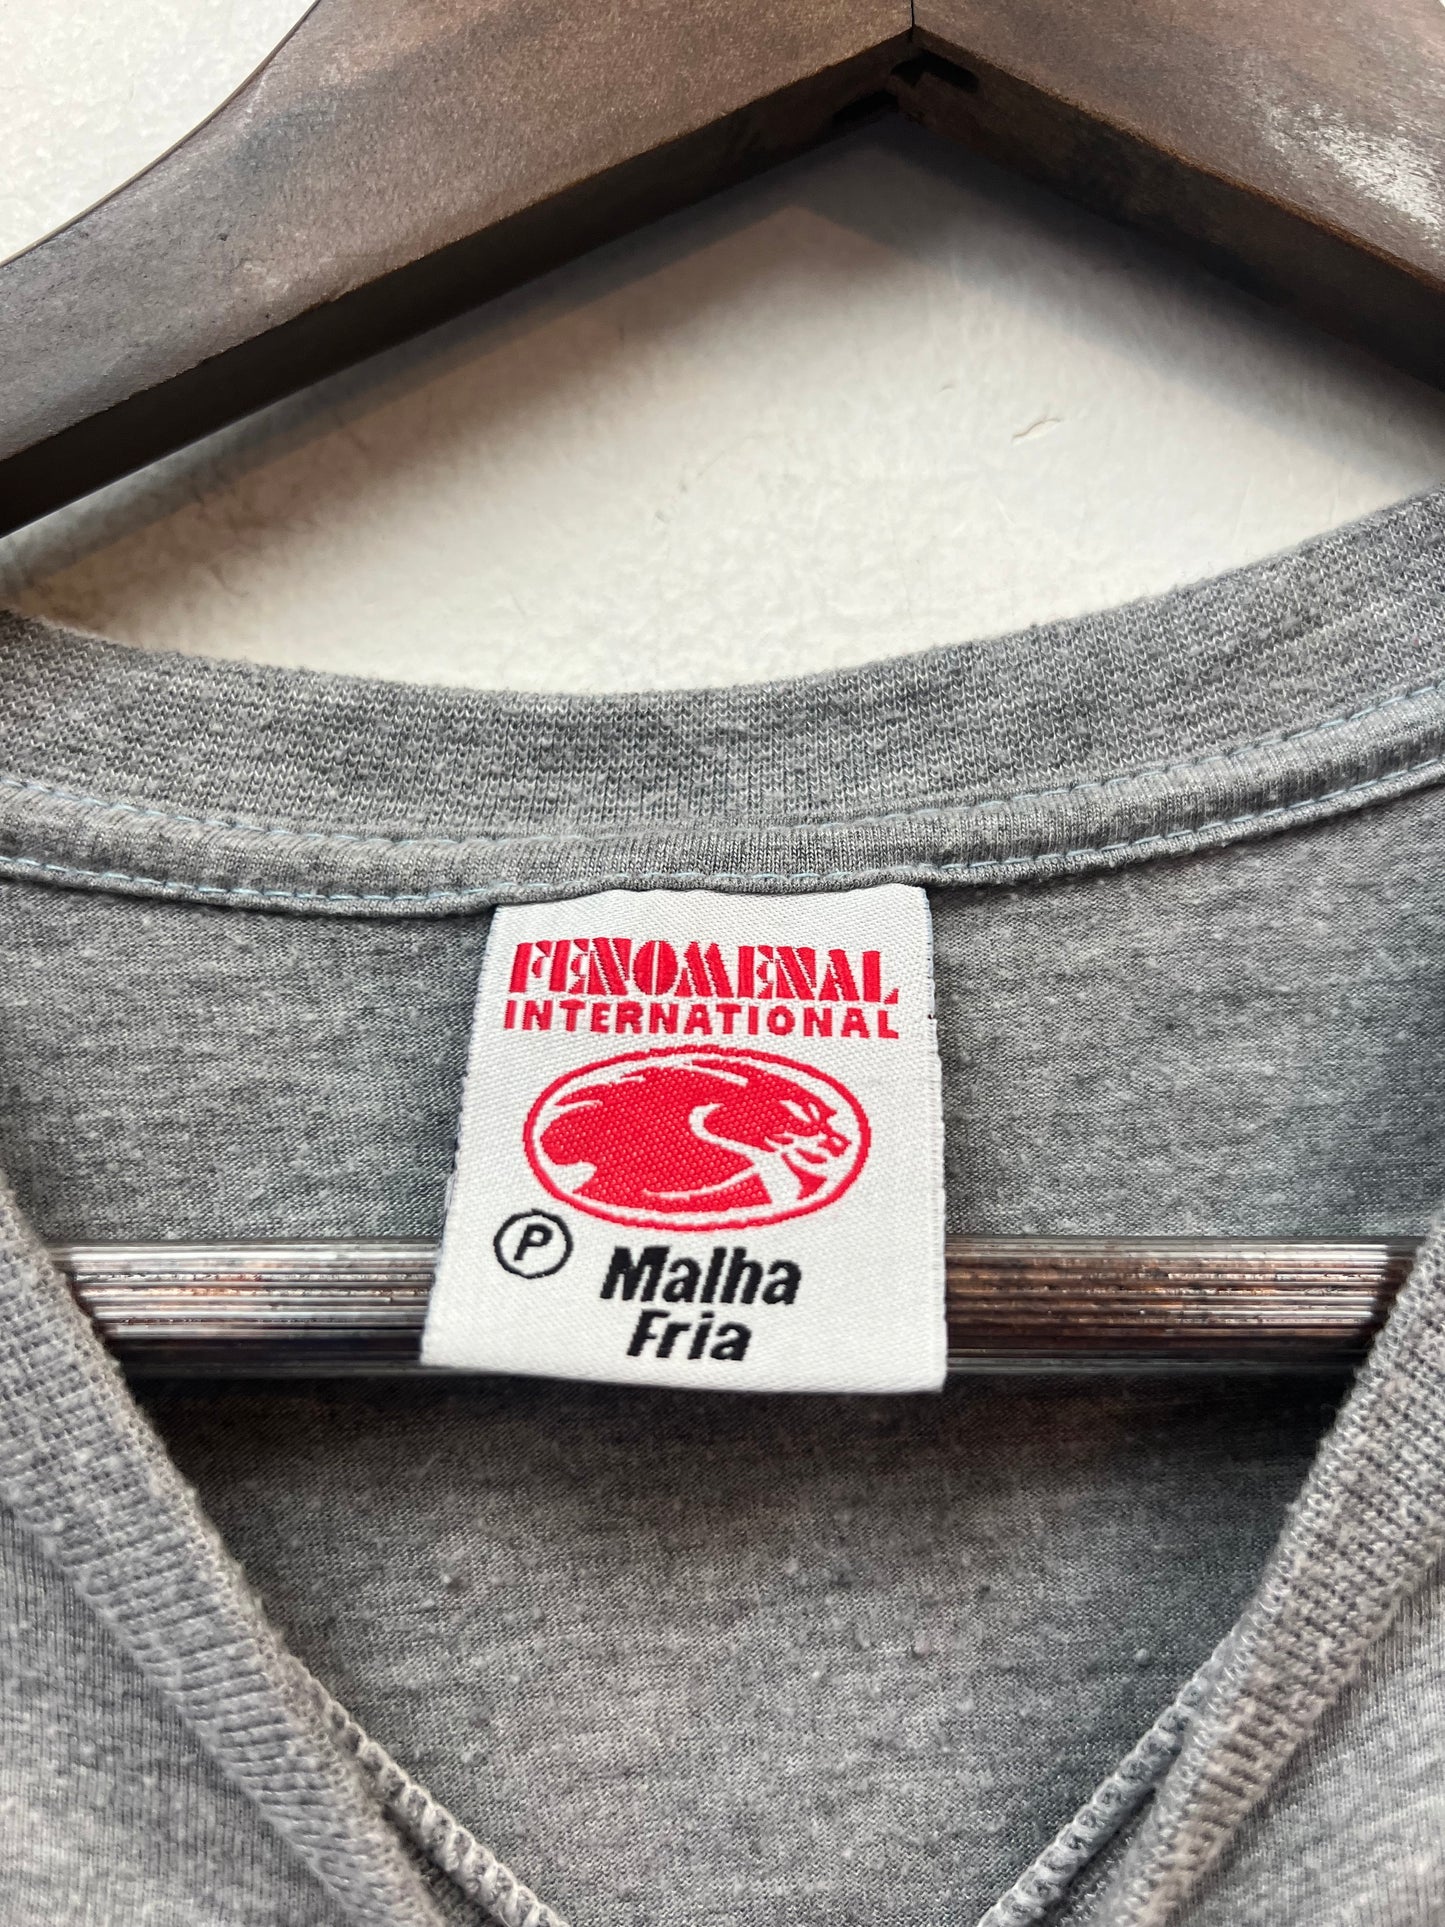 FENOMENAL
INTERNATIONAL
Ⓟ Malha
Fria